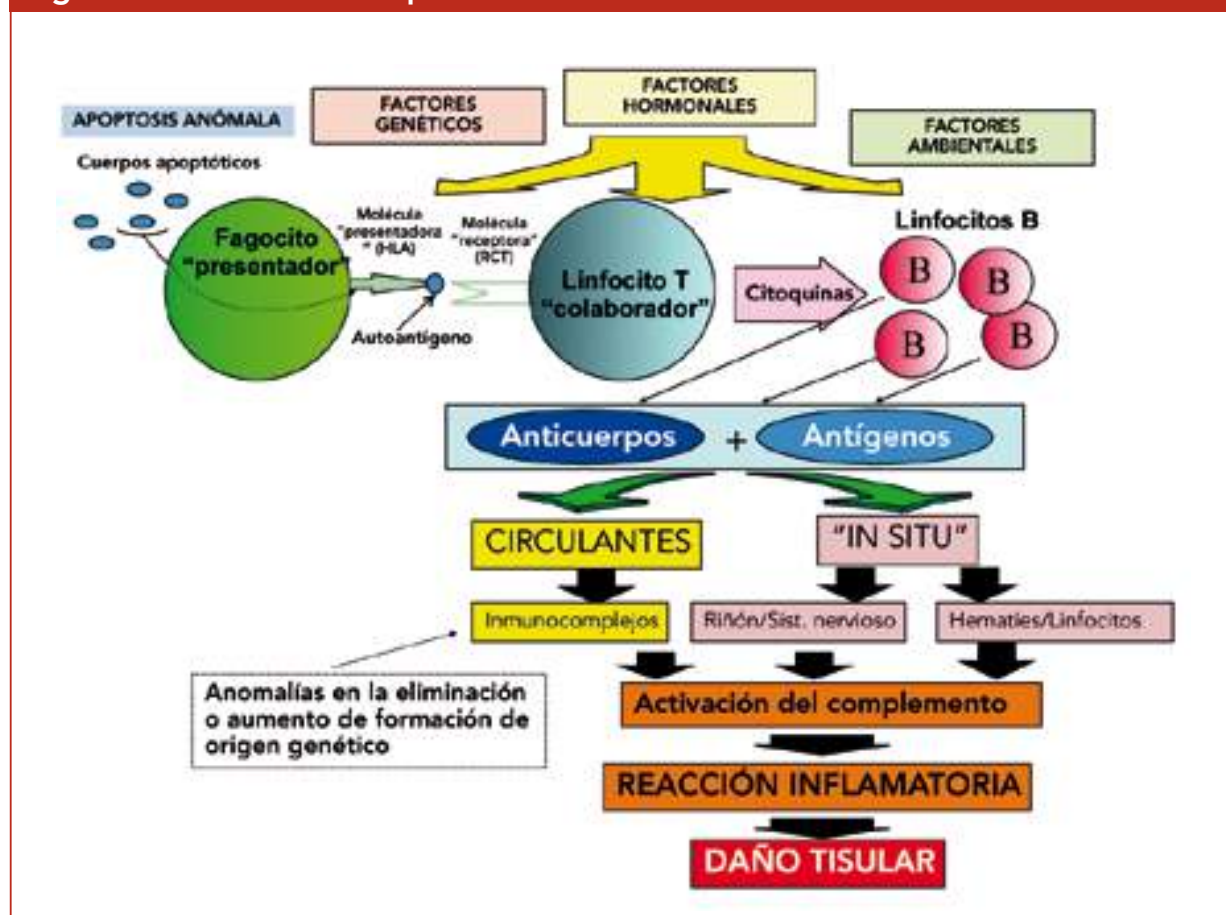 FACTORES
HORMONALES
FACTORES
GENÉTICOS
APOPTOSIS ANÓMALA
FACTORES
AMBIENTALES
Cuerpos apoptóticos
Fagocito
"presentador"
Molécula
"presentadora
" (HLA)
Molécula
"receptora"
(RCT)
Autoantígeno
Linfocito T
"colaborador"
Citoquinas
Linfocitos B
B
B
B
B
Anticuerpos + Antígenos
CIRCULANTES
"IN SITU"
Inmunocomplejos
Riñón/Sist. nervioso
Hematies/Linfocitos
Anomalías en la eliminación
o aumento de formación de
origen genético
Activación del complemento
REACCIÓN INFLAMATORIA
DAÑO TISULAR